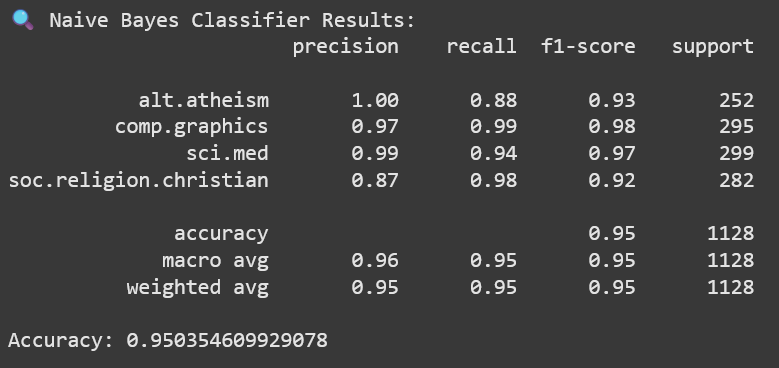 🔍 Naive Bayes Classifier Results:
                        precision    recall  f1-score   support

           alt.atheism       1.00      0.88      0.93       252
         comp.graphics       0.97      0.99      0.98       295
               sci.med       0.99      0.94      0.97       299
soc.religion.christian       0.87      0.98      0.92       282

              accuracy                           0.95      1128
             macro avg       0.96      0.95      0.95      1128
          weighted avg       0.95      0.95      0.95      1128

Accuracy: 0.950354609929078